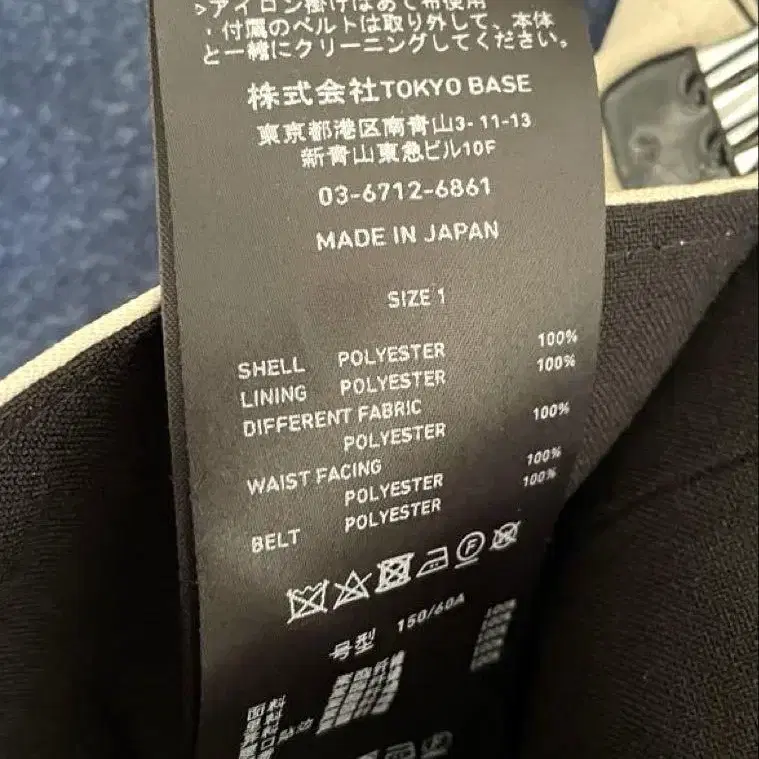 >アイロン掛けはあて布使用
・付属のベルトは取り外して、本体
と一緒にクリーニングしてください。
株式会社TOKYO BASE
東京都港区南青山3-11-13
新青山東急ビル10F
03-6712-6861
MADE IN JAPAN
SIZE 1
SHELL POLYESTER 100%
LINING POLYESTER 100%
DIFFERENT FABRIC
POLYESTER 100%
WAIST FACING
POLYESTER 100%
BELT POLYESTER 100%
F
号型 150/60A
面料
里料